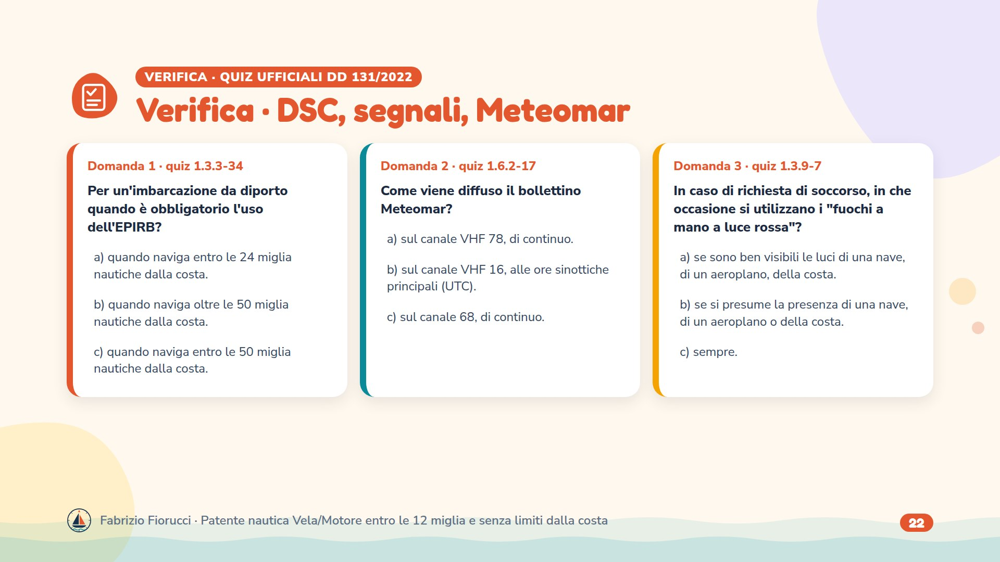 VERIFICA · QUIZ UFFICIALI DD 131/2022
Verifica · DSC, segnali, Meteomar
Domanda 1 · quiz 1.3.3-34
Per un'imbarcazione da diporto
quando è obbligatorio l'uso
dell'EPIRB?
a) quando naviga entro le 24 miglia
nautiche dalla costa.
b) quando naviga oltre le 50 miglia
nautiche dalla costa.
c) quando naviga entro le 50 miglia
nautiche dalla costa.
Domanda 2 · quiz 1.6.2-17
Come viene diffuso il bollettino
Meteomar?
a) sul canale VHF 78, di continuo.
b) sul canale VHF 16, alle ore sinottiche
principali (UTC).
c) sul canale 68, di continuo.
Domanda 3 · quiz 1.3.9-7
In caso di richiesta di soccorso, in che
occasione si utilizzano i "fuochi a
mano a luce rossa"?
a) se sono ben visibili le luci di una nave,
di un aeroplano, della costa.
b) se si presume la presenza di una nave,
di un aeroplano o della costa.
c) sempre.
Fabrizio Fiorucci · Patente nautica Vela/Motore entro le 12 miglia e senza limiti dalla costa
22